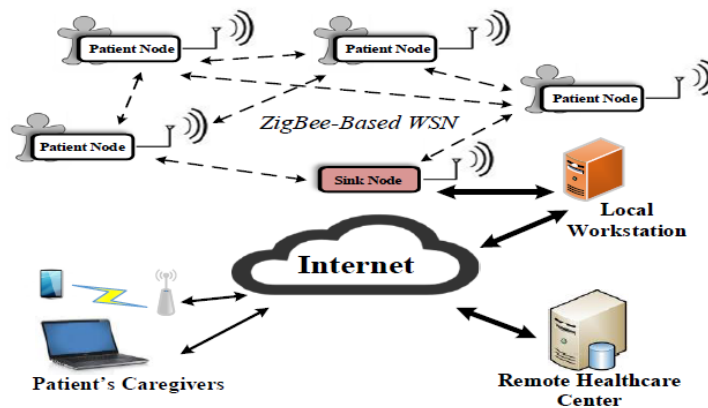 Patient Node
Patient Node
Patient Node
ZigBee-Based WSN
Patient Node
Sink Node
Local
Workstation
Internet
Patient's Caregivers
Remote Healthcare
Center